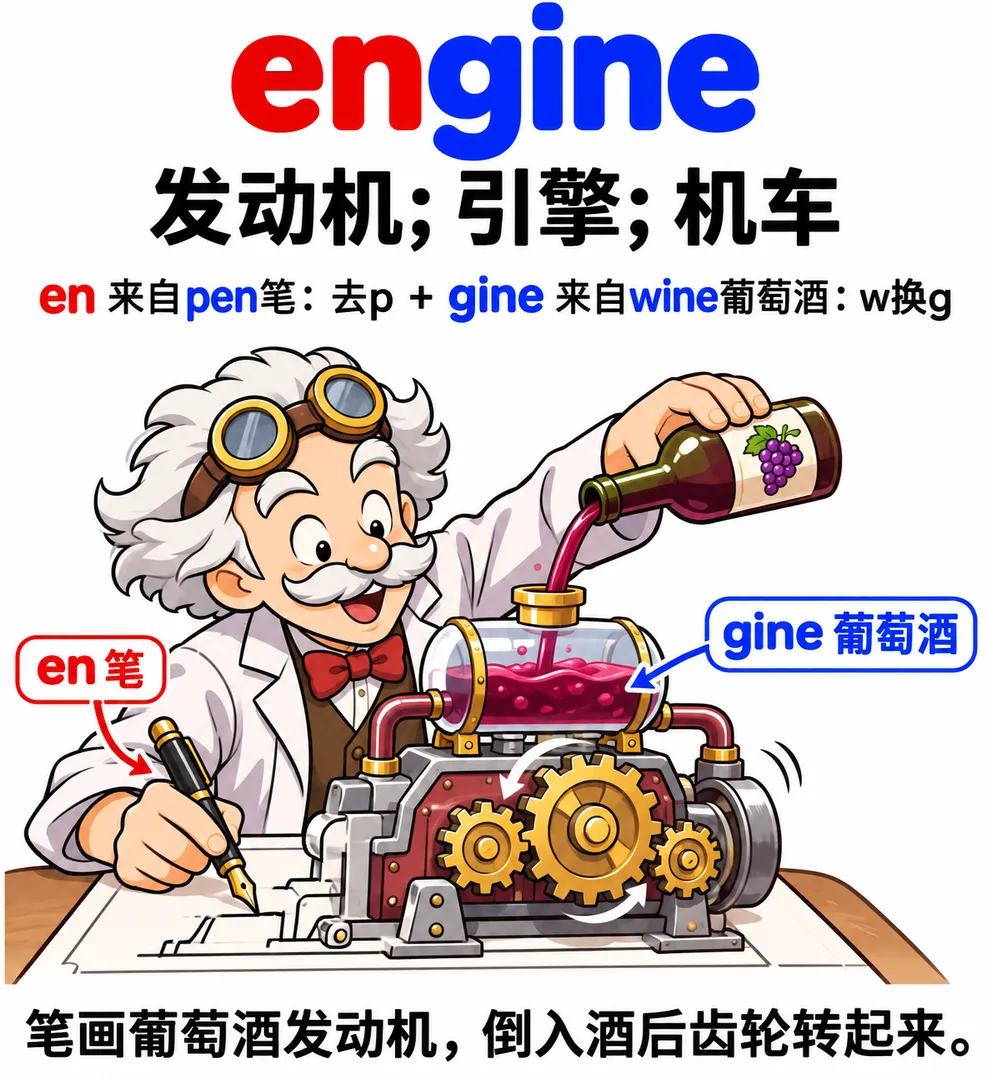 engine
发动机；引擎；机车
en 来自pen笔：去p + gine 来自wine葡萄酒：w换g
gine 葡萄酒
en 笔
笔画葡萄酒发动机，倒入酒后齿轮转起来。